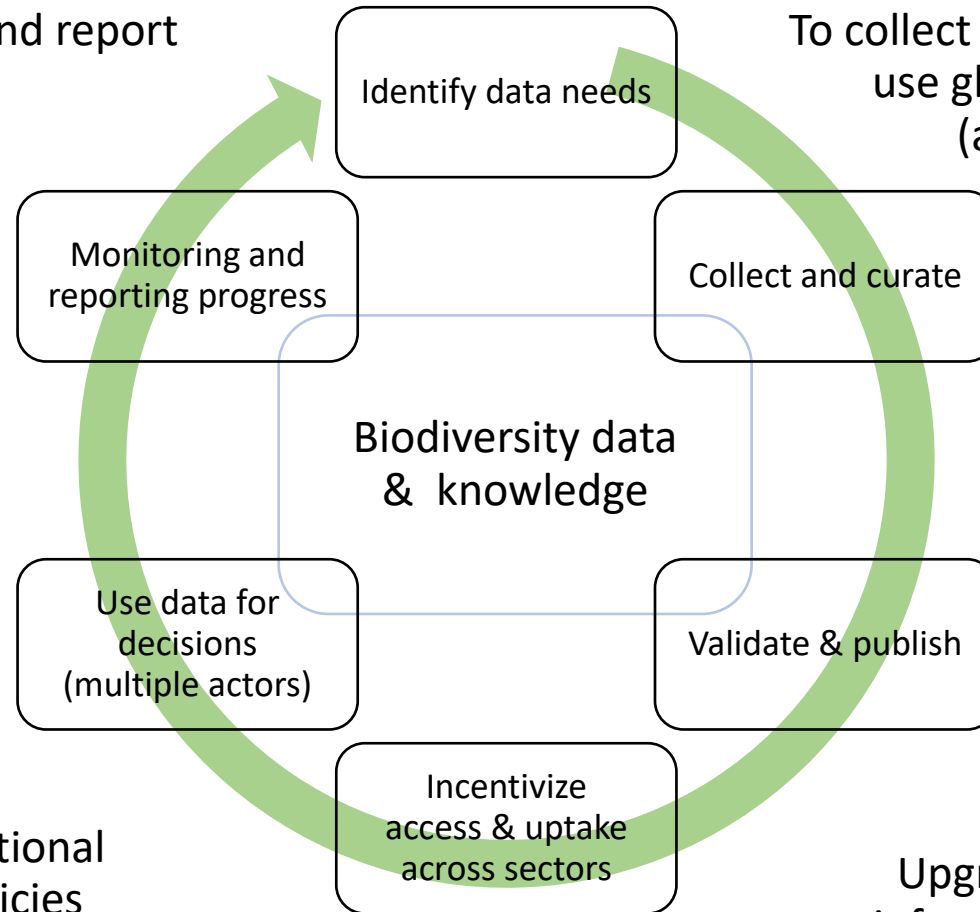 nd report
To collect
use gl
(a
Identify data needs
Monitoring and
reporting progress
Collect and curate
Biodiversity data
& knowledge
Use data for
decisions
(multiple actors)
Validate & publish
Incentivize
access & uptake
across sectors
tional
icies
Upgr